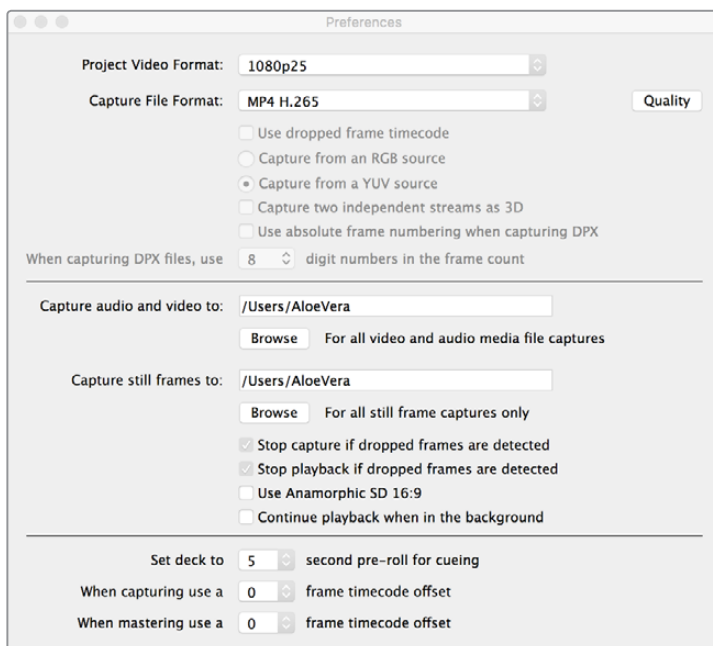 Preferences
Project Video Format: 1080p25
Capture File Format: MP4 H.265 Quality
Use dropped frame timecode
Capture from an RGB source
Capture from a YUV source
Capture two independent streams as 3D
Use absolute frame numbering when capturing DPX
When capturing DPX files, use 8 digit numbers in the frame count
Capture audio and video to: /Users/AloeVera
Browse For all video and audio media file captures
Capture still frames to: /Users/AloeVera
Browse For all still frame captures only
Stop capture if dropped frames are detected
Stop playback if dropped frames are detected
Use Anamorphic SD 16:9
Continue playback when in the background
Set deck to 5 second pre-roll for cueing
When capturing use a 0 frame timecode offset
When mastering use a 0 frame timecode offset